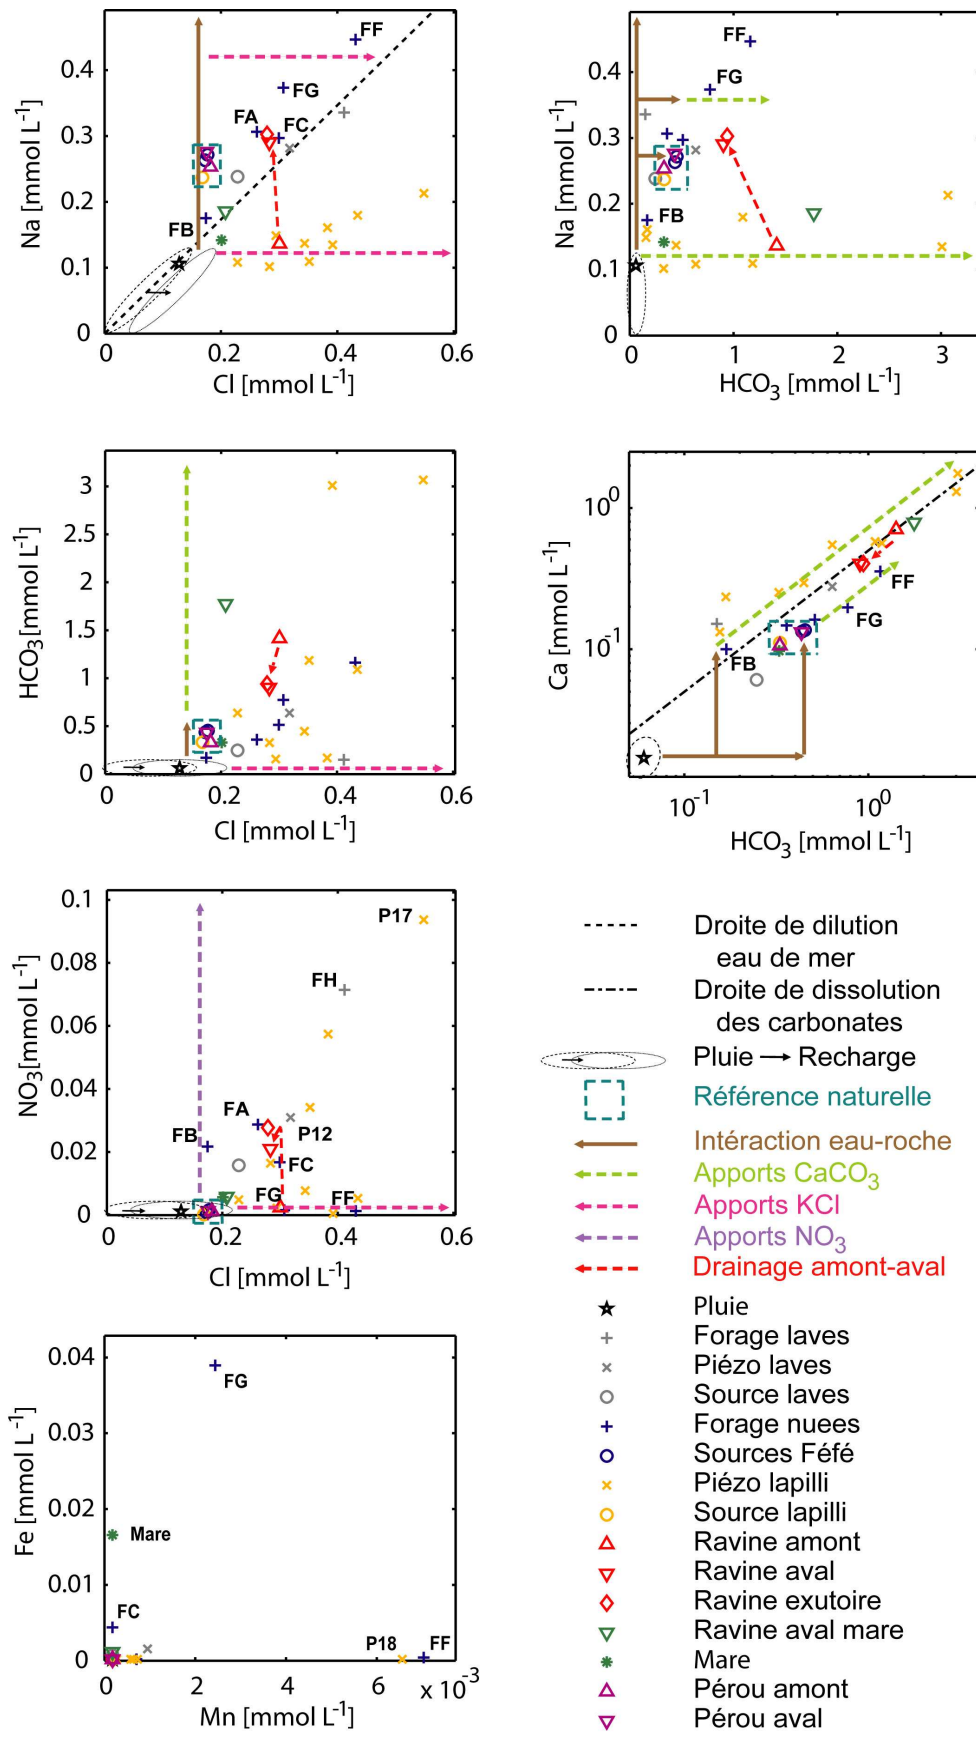 FF
0.4
FG
FA
FC
0.3
0.2
FB
0.1
0
Na [mmol L⁻¹]
0
0.2
0.4
0.6
Cl [mmol L⁻¹]
FF
0.4
FG
0.3
0.2
FB
0.1
0
Na [mmol L⁻¹]
0
1
2
3
HCO₃ [mmol L⁻¹]
3
2.5
2
1.5
1
0.5
0
HCO₃[mmol L⁻¹]
0
0.2
0.4
0.6
Cl [mmol L⁻¹]
10⁰
FF
FG
10⁻¹
FB
Ca [mmol L⁻¹]
10⁻¹
10⁰
HCO₃ [mmol L⁻¹]
0.1
P17
0.08
FH
0.06
0.04
FA
P12
FB
0.02
FC
FG
FF
0
NO₃[mmol L⁻¹]
0
0.2
0.4
0.6
Cl [mmol L⁻¹]
0.04
FG
0.03
0.02
Mare
0.01
FC
P18
FF
0
Fe [mmol L⁻¹]
0
2
4
6
x 10⁻³
Mn [mmol L⁻¹]
Droite de dilution
eau de mer
Droite de dissolution
des carbonates
Pluie → Recharge
Référence naturelle
Intéraction eau-roche
Apports CaCO₃
Apports KCl
Apports NO₃
Drainage amont-aval
Pluie
Forage laves
Piézo laves
Source laves
Forage nuees
Sources Féfé
Piézo lapilli
Source lapilli
Ravine amont
Ravine aval
Ravine exutoire
Ravine aval mare
Mare
Pérou amont
Pérou aval